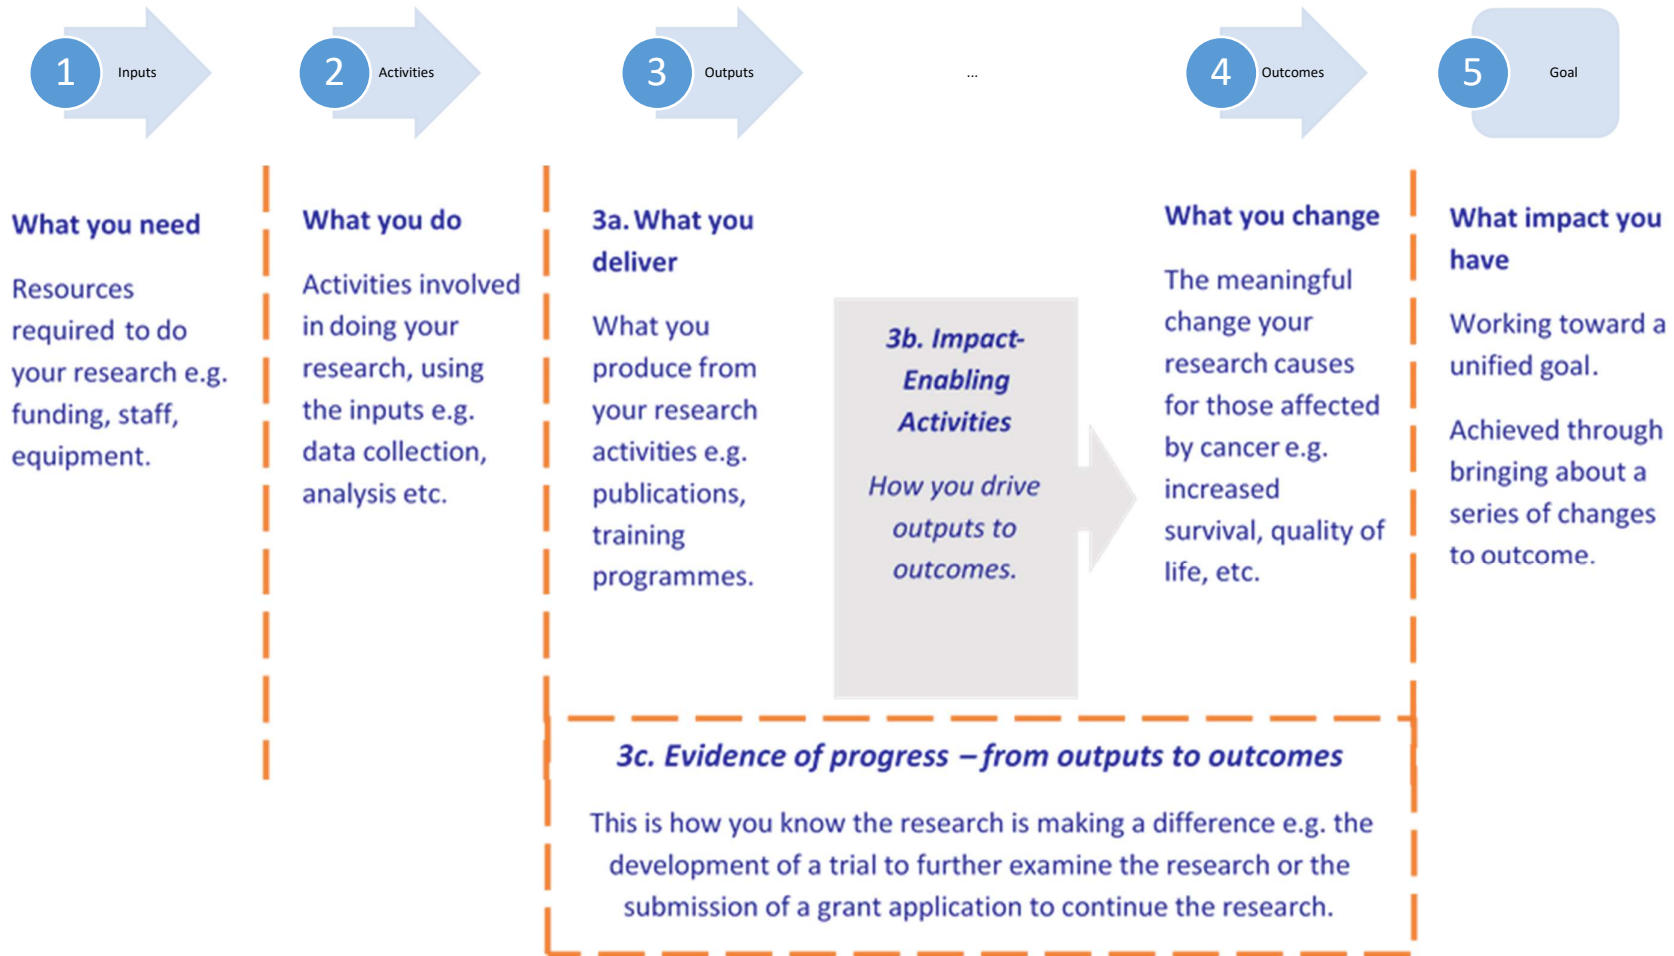 1
Inputs
2
Activities
3
Outputs
...
4
Outcomes
5
Goal
What you need
Resources
required to do
your research e.g.
funding, staff,
equipment.
What you do
Activities involved
in doing your
research, using
the inputs e.g.
data collection,
analysis etc.
3a. What you
deliver
What you
produce from
your research
activities e.g.
publications,
training
programmes.
3b. Impact-
Enabling
Activities
How you drive
outputs to
outcomes.
What you change
The meaningful
change your
research causes
for those affected
by cancer e.g.
increased
survival, quality of
life, etc.
What impact you
have
Working toward a
unified goal.
Achieved through
bringing about a
series of changes
to outcome.
3c. Evidence of progress – from outputs to outcomes
This is how you know the research is making a difference e.g. the
development of a trial to further examine the research or the
submission of a grant application to continue the research.